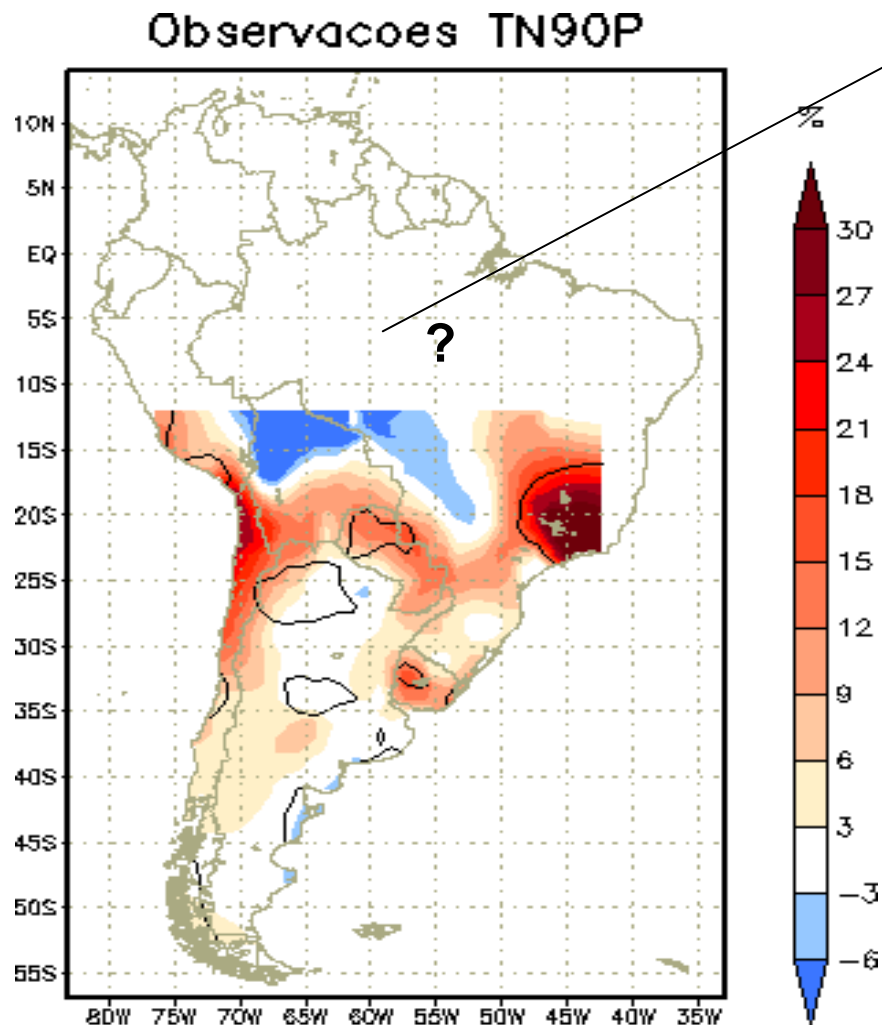 Observacoes TN90P
%
10N
5N
EQ
5S
10S
15S
20S
25S
30S
35S
40S
45S
50S
55S
?
30
27
24
21
18
15
12
9
6
3
-3
-6
80W 75W 70W 65W 60W 55W 50W 45W 40W 35W